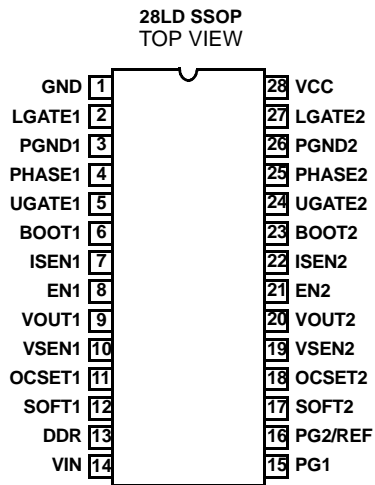 28LD SSOP
TOP VIEW
GND 1 28 VCC
LGATE1 2 27 LGATE2
PGND1 3 26 PGND2
PHASE1 4 25 PHASE2
UGATE1 5 24 UGATE2
BOOT1 6 23 BOOT2
ISEN1 7 22 ISEN2
EN1 8 21 EN2
VOUT1 9 20 VOUT2
VSEN1 10 19 VSEN2
OCSET1 11 18 OCSET2
SOFT1 12 17 SOFT2
DDR 13 16 PG2/REF
VIN 14 15 PG1